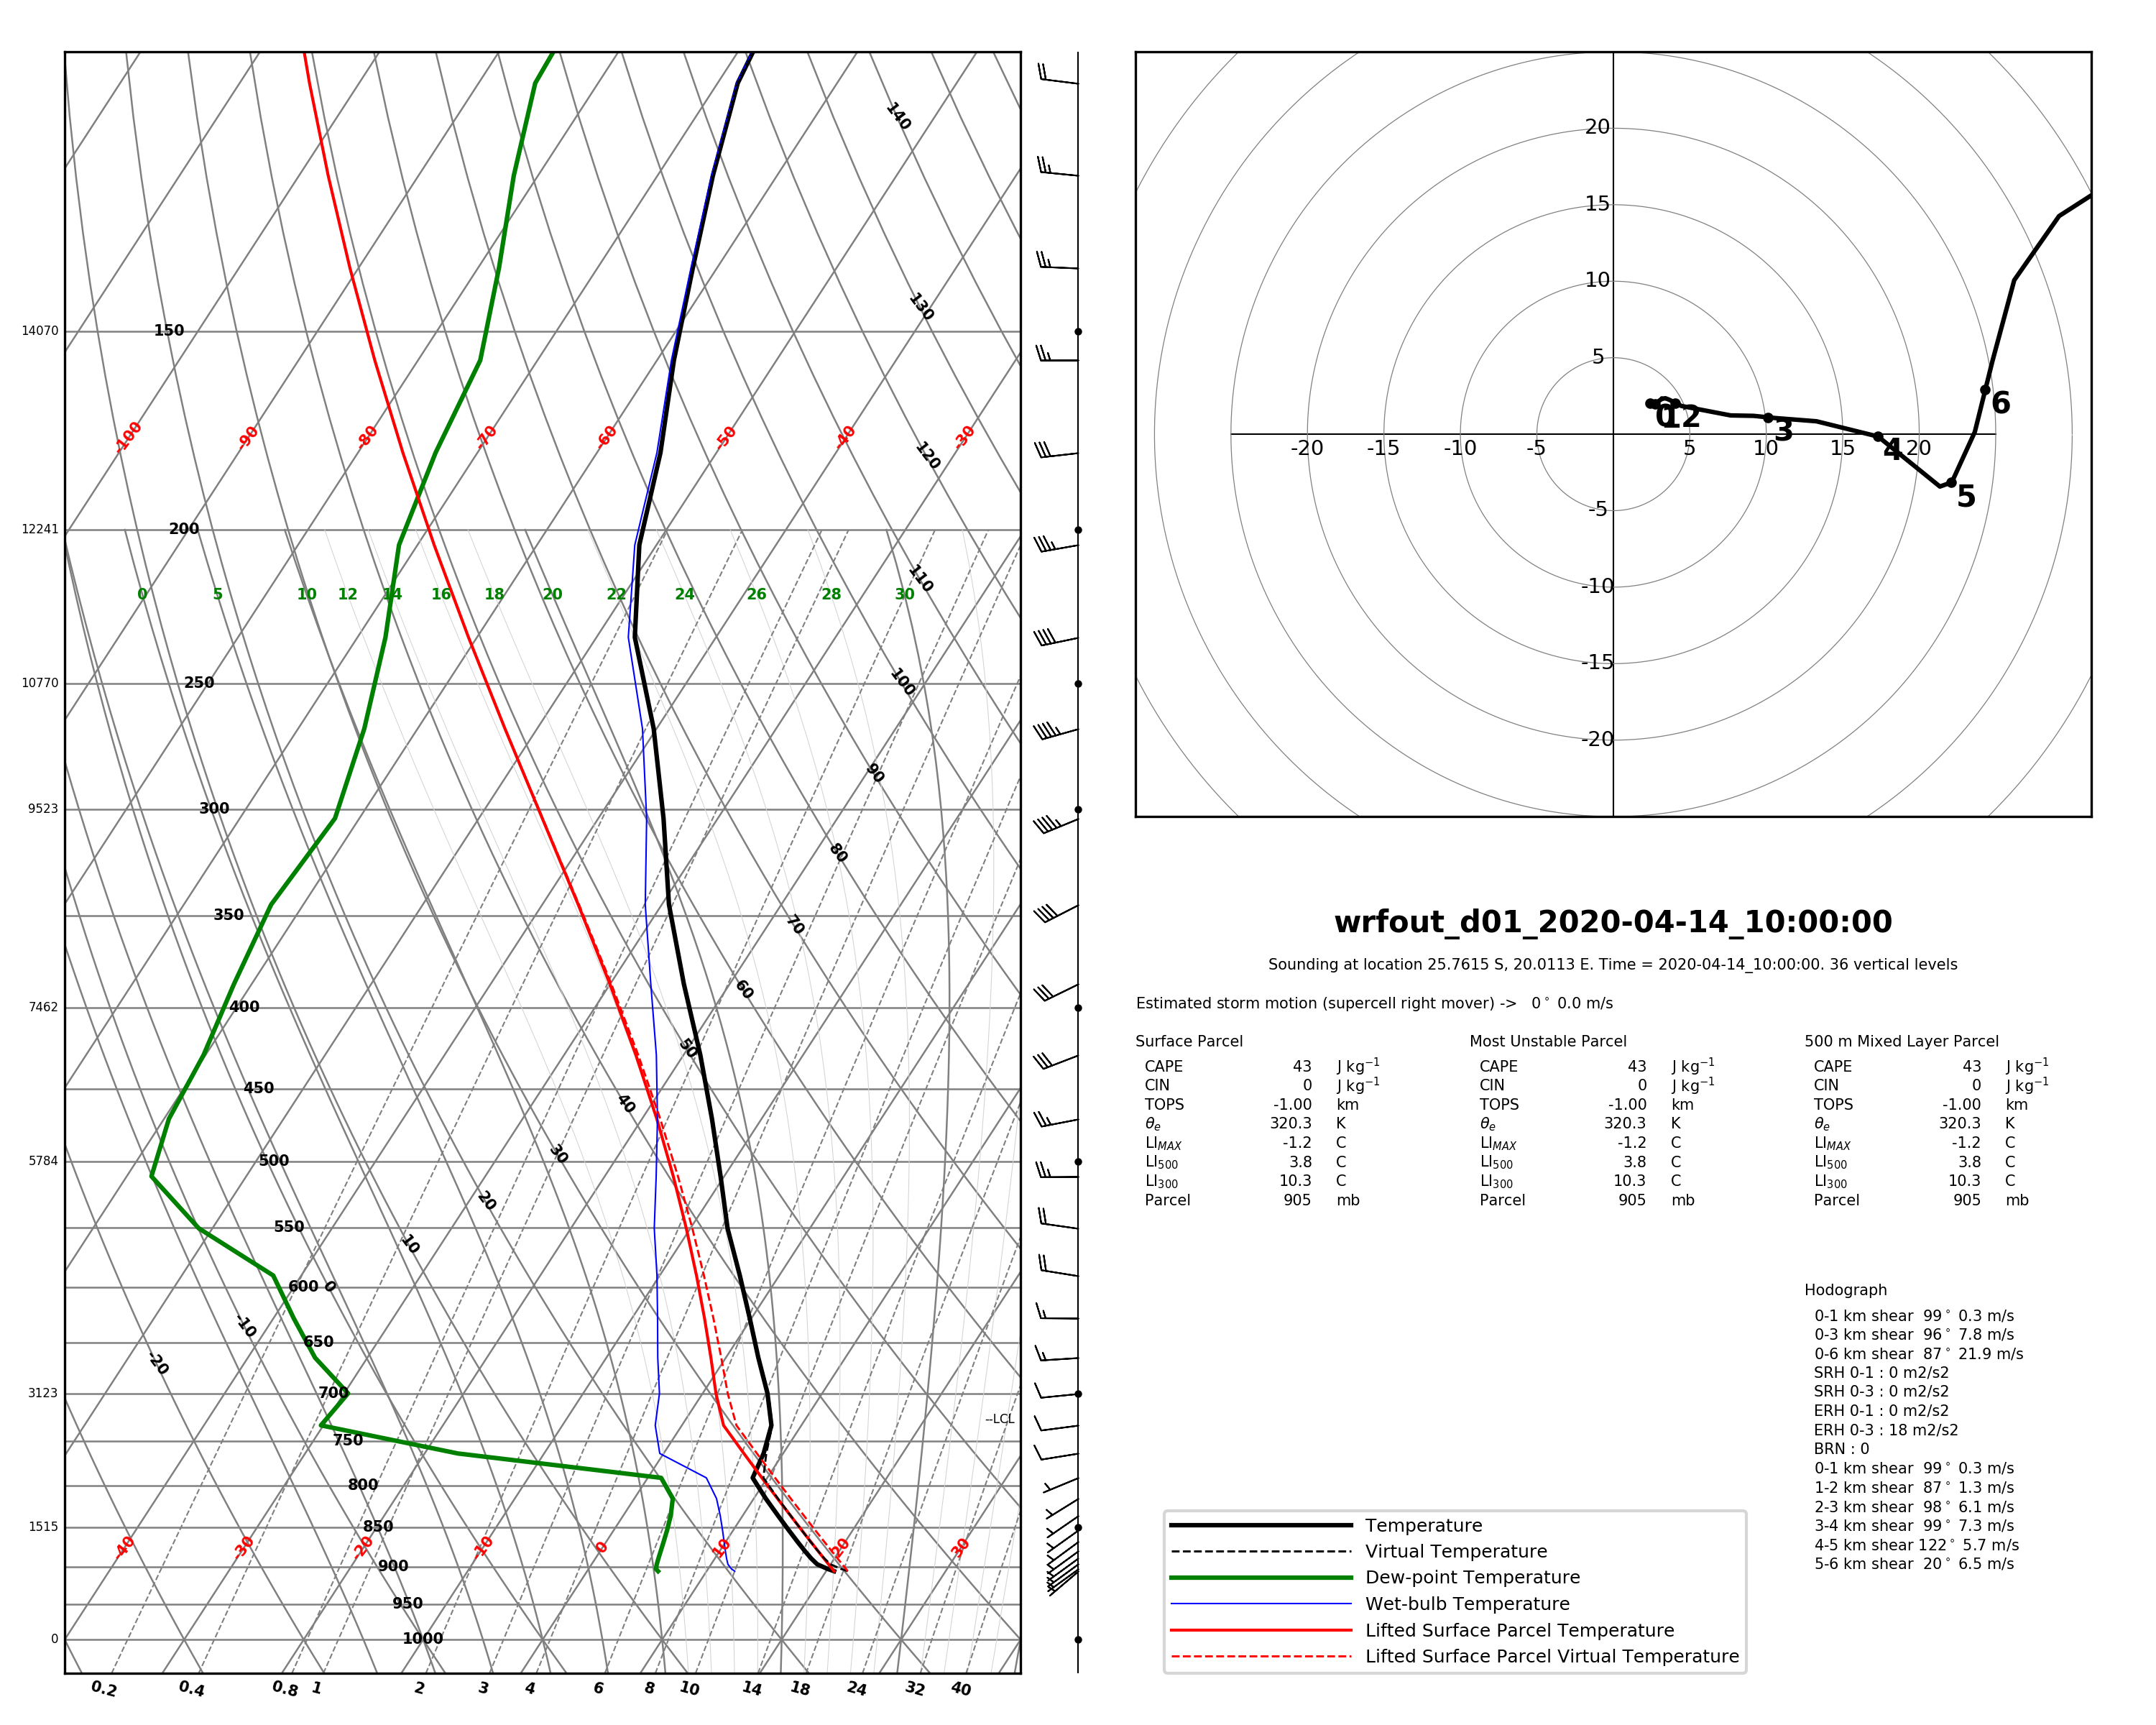 140
130
120
110
100
90
80
70
60
50
40
30
20
10
0
-10
-20
14070 150
-100 -90 -80 -70 -60 -50 -40 -30
12241 200
0 5 10 12 14 16 18 20 22 24 26 28 30
10770 250
9523 300
350
7462 400
450
5784 500
550
600
650
3123 700
--LCL
750
800
1515 850
-40 -30 -20 -10 0 10 20 30
900
950
0 1000
0.2 0.4 0.8 1 2 3 4 6 8 10 14 18 24 32 40
20
15
10
5
-5
-10
-15
-20
-20 -15 -10 -5 5 10 15 20
0 1 2 3 4 5 6
wrfout_d01_2020-04-14_10:00:00
Sounding at location 25.7615 S, 20.0113 E. Time = 2020-04-14_10:00:00. 36 vertical levels
Estimated storm motion (supercell right mover) -> 0° 0.0 m/s
Surface Parcel
CAPE 43 J kg⁻¹
CIN 0 J kg⁻¹
TOPS -1.00 km
θₑ 320.3 K
LI_MAX -1.2 C
LI₅₀₀ 3.8 C
LI₃₀₀ 10.3 C
Parcel 905 mb
Most Unstable Parcel
CAPE 43 J kg⁻¹
CIN 0 J kg⁻¹
TOPS -1.00 km
θₑ 320.3 K
LI_MAX -1.2 C
LI₅₀₀ 3.8 C
LI₃₀₀ 10.3 C
Parcel 905 mb
500 m Mixed Layer Parcel
CAPE 43 J kg⁻¹
CIN 0 J kg⁻¹
TOPS -1.00 km
θₑ 320.3 K
LI_MAX -1.2 C
LI₅₀₀ 3.8 C
LI₃₀₀ 10.3 C
Parcel 905 mb
Hodograph
0-1 km shear 99° 0.3 m/s
0-3 km shear 96° 7.8 m/s
0-6 km shear 87° 21.9 m/s
SRH 0-1 : 0 m2/s2
SRH 0-3 : 0 m2/s2
ERH 0-1 : 0 m2/s2
ERH 0-3 : 18 m2/s2
BRN : 0
0-1 km shear 99° 0.3 m/s
1-2 km shear 87° 1.3 m/s
2-3 km shear 98° 6.1 m/s
3-4 km shear 99° 7.3 m/s
4-5 km shear 122° 5.7 m/s
5-6 km shear 20° 6.5 m/s
Temperature
Virtual Temperature
Dew-point Temperature
Wet-bulb Temperature
Lifted Surface Parcel Temperature
Lifted Surface Parcel Virtual Temperature